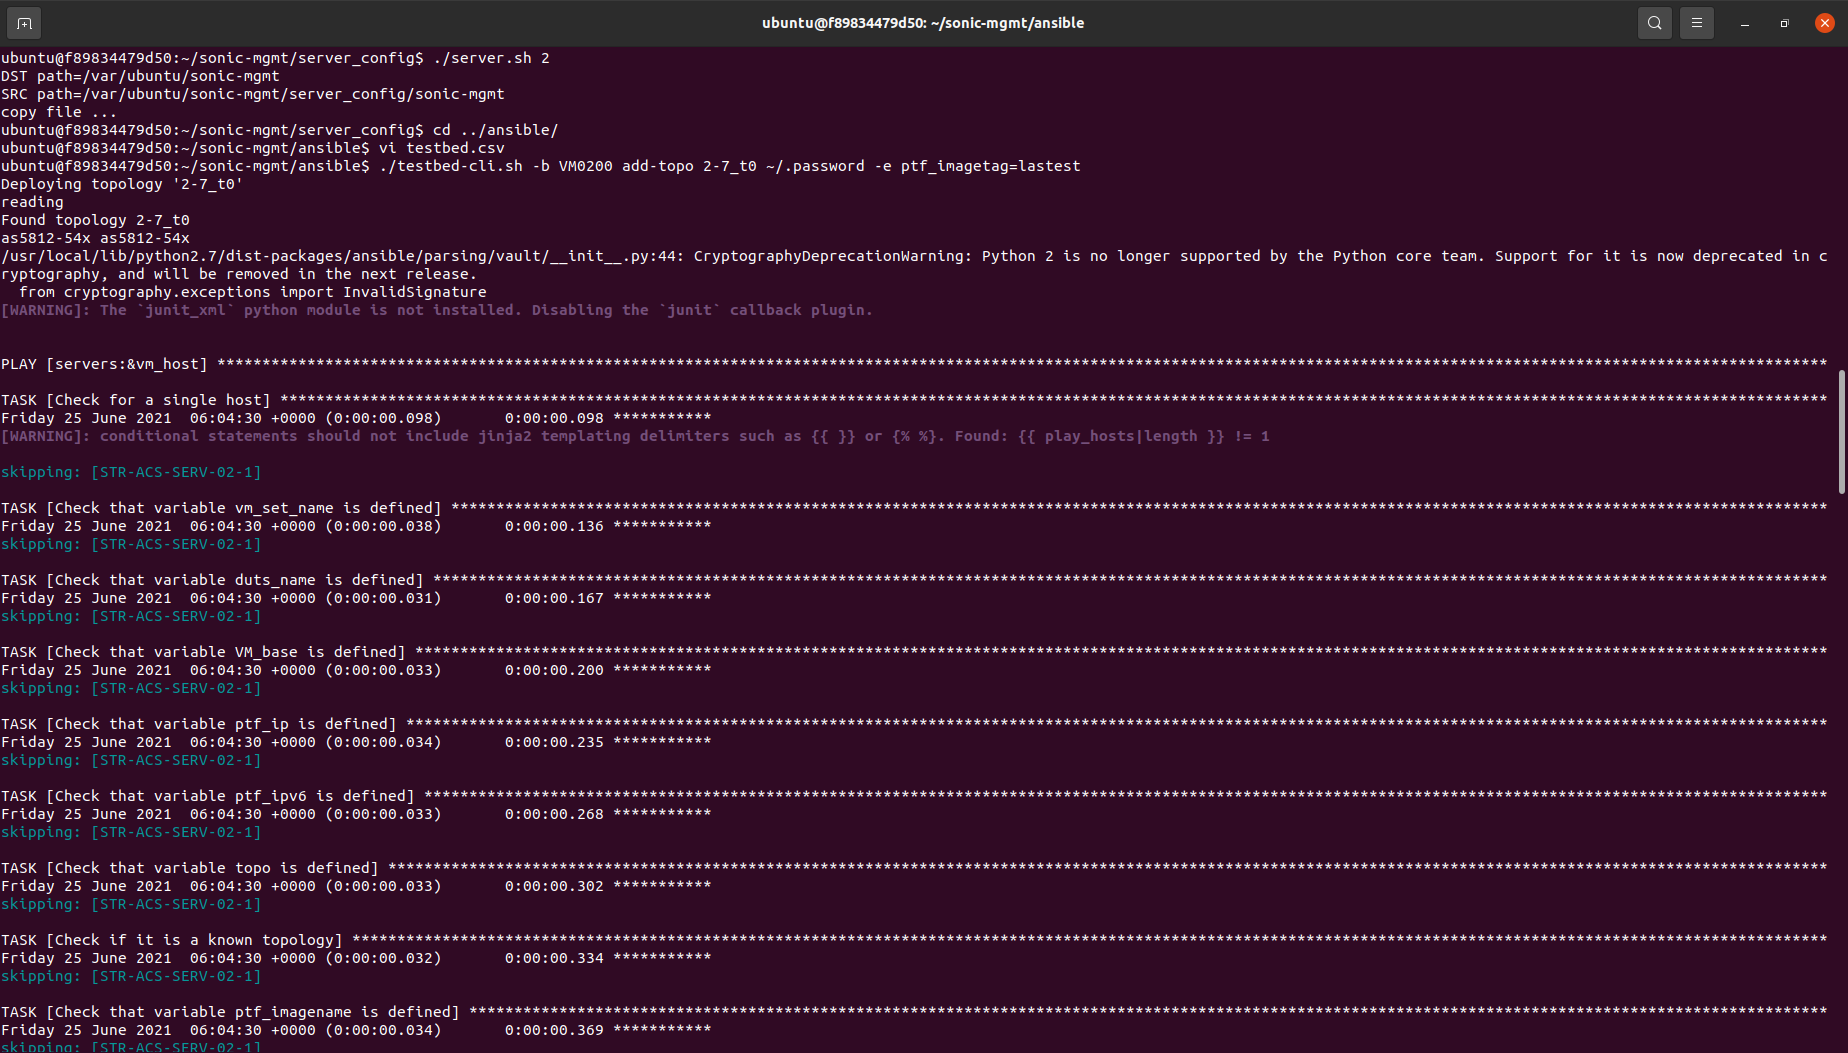 ubuntu@f89834479d50: ~/sonic-mgmt/ansible
ubuntu@f89834479d50:~/sonic-mgmt/server_config$ ./server.sh 2
DST path=/var/ubuntu/sonic-mgmt
SRC path=/var/ubuntu/sonic-mgmt/server_config/sonic-mgmt
copy file ...
ubuntu@f89834479d50:~/sonic-mgmt/server_config$ cd ../ansible/
ubuntu@f89834479d50:~/sonic-mgmt/ansible$ vi testbed.csv
ubuntu@f89834479d50:~/sonic-mgmt/ansible$ ./testbed-cli.sh -b VM0200 add-topo 2-7_t0 ~/.password -e ptf_imagetag=lastest
Deploying topology '2-7_t0'
reading
Found topology 2-7_t0
as5812-54x as5812-54x
/usr/local/lib/python2.7/dist-packages/ansible/parsing/vault/__init__.py:44: CryptographyDeprecationWarning: Python 2 is no longer supported by the Python core team. Support for it is now deprecated in c
ryptography, and will be removed in the next release.
  from cryptography.exceptions import InvalidSignature
[WARNING]: The `junit_xml` python module is not installed. Disabling the `junit` callback plugin.
PLAY [servers:&vm_host] ***********************************************************************************************************************************************************************************
TASK [Check for a single host] ****************************************************************************************************************************************************************************
Friday 25 June 2021  06:04:30 +0000 (0:00:00.098)       0:00:00.098 ***********
[WARNING]: conditional statements should not include jinja2 templating delimiters such as {{ }} or {% %}. Found: {{ play_hosts|length }} != 1
skipping: [STR-ACS-SERV-02-1]
TASK [Check that variable vm_set_name is defined] *********************************************************************************************************************************************************
Friday 25 June 2021  06:04:30 +0000 (0:00:00.038)       0:00:00.136 ***********
skipping: [STR-ACS-SERV-02-1]
TASK [Check that variable duts_name is defined] ***********************************************************************************************************************************************************
Friday 25 June 2021  06:04:30 +0000 (0:00:00.031)       0:00:00.167 ***********
skipping: [STR-ACS-SERV-02-1]
TASK [Check that variable VM_base is defined] *************************************************************************************************************************************************************
Friday 25 June 2021  06:04:30 +0000 (0:00:00.033)       0:00:00.200 ***********
skipping: [STR-ACS-SERV-02-1]
TASK [Check that variable ptf_ip is defined] **************************************************************************************************************************************************************
Friday 25 June 2021  06:04:30 +0000 (0:00:00.034)       0:00:00.235 ***********
skipping: [STR-ACS-SERV-02-1]
TASK [Check that variable ptf_ipv6 is defined] ************************************************************************************************************************************************************
Friday 25 June 2021  06:04:30 +0000 (0:00:00.033)       0:00:00.268 ***********
skipping: [STR-ACS-SERV-02-1]
TASK [Check that variable topo is defined] ****************************************************************************************************************************************************************
Friday 25 June 2021  06:04:30 +0000 (0:00:00.033)       0:00:00.302 ***********
skipping: [STR-ACS-SERV-02-1]
TASK [Check if it is a known topology] ********************************************************************************************************************************************************************
Friday 25 June 2021  06:04:30 +0000 (0:00:00.032)       0:00:00.334 ***********
skipping: [STR-ACS-SERV-02-1]
TASK [Check that variable ptf_imagename is defined] *******************************************************************************************************************************************************
Friday 25 June 2021  06:04:30 +0000 (0:00:00.034)       0:00:00.369 ***********
skipping: [STR-ACS-SERV-02-1]